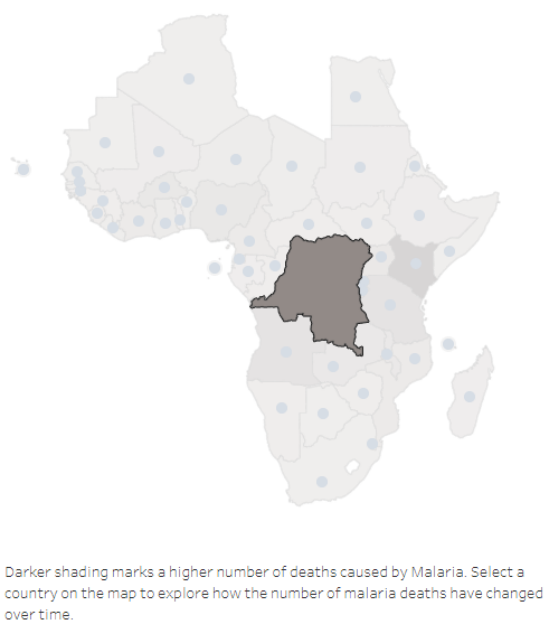 Darker shading marks a higher number of deaths caused by Malaria. Select a
country on the map to explore how the number of malaria deaths have changed
over time.